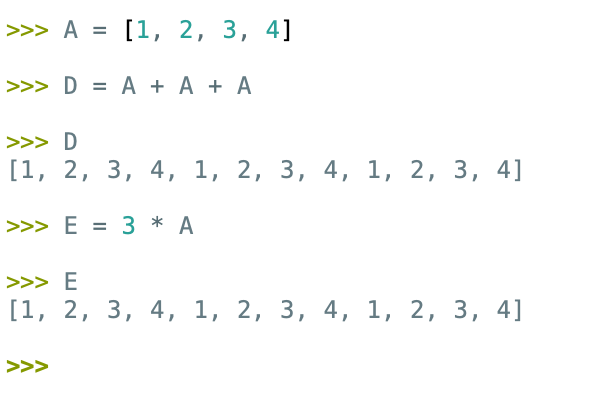 >>> A = [1, 2, 3, 4]
>>> D = A + A + A
>>> D
[1, 2, 3, 4, 1, 2, 3, 4, 1, 2, 3, 4]
>>> E = 3 * A
>>> E
[1, 2, 3, 4, 1, 2, 3, 4, 1, 2, 3, 4]
>>>